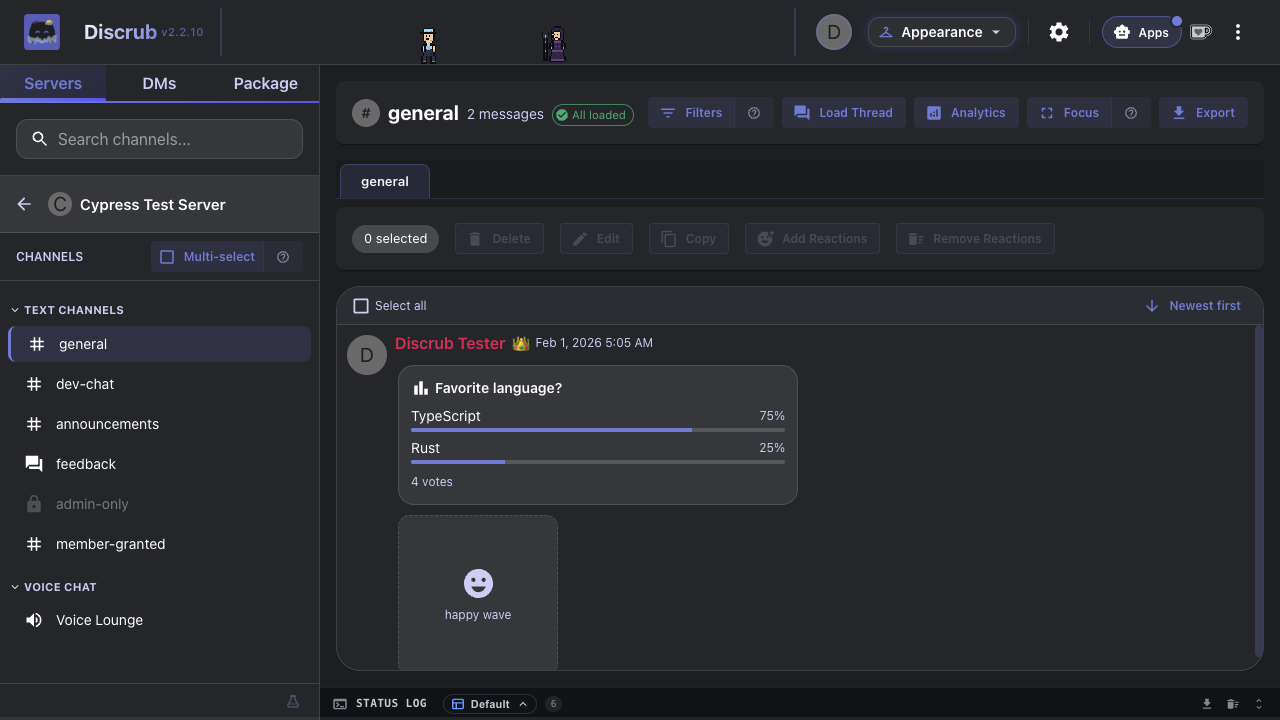 Discrub v2.2.10
D
Appearance
Apps
Servers
DMs
Package
Search channels...
C
Cypress Test Server
CHANNELS
Multi-select
TEXT CHANNELS
general
dev-chat
announcements
feedback
admin-only
member-granted
VOICE CHAT
Voice Lounge
# general 2 messages All loaded
Filters
Load Thread
Analytics
Focus
Export
general
0 selected
Delete
Edit
Copy
Add Reactions
Remove Reactions
Select all
Newest first
D
Discrub Tester Feb 1, 2026 5:05 AM
Favorite language?
TypeScript 75%
Rust 25%
4 votes
happy wave
STATUS LOG
Default
6